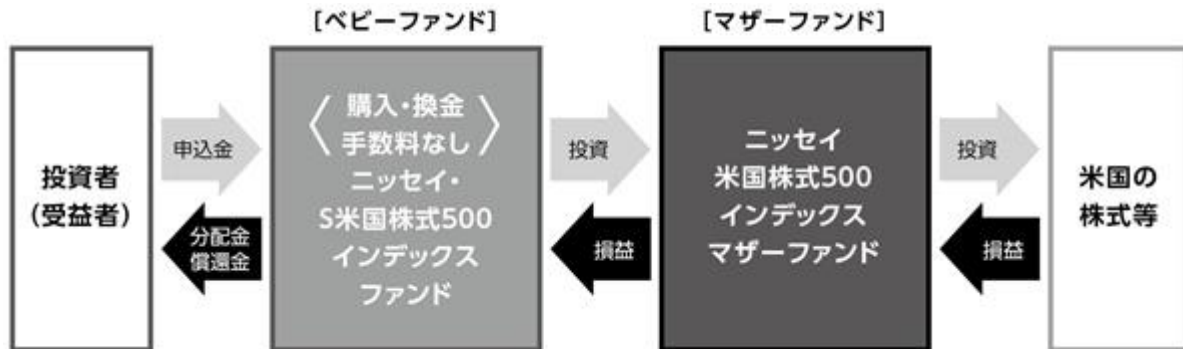 [ベビーファンド]
[マザーファンド]
投資者
(受益者)
申込金
分配金
償還金
〈購入・換金
手数料なし〉
ニッセイ・
S米国株式500
インデックス
ファンド
投資
損益
ニッセイ
米国株式500
インデックス
マザーファンド
投資
損益
米国の
株式等